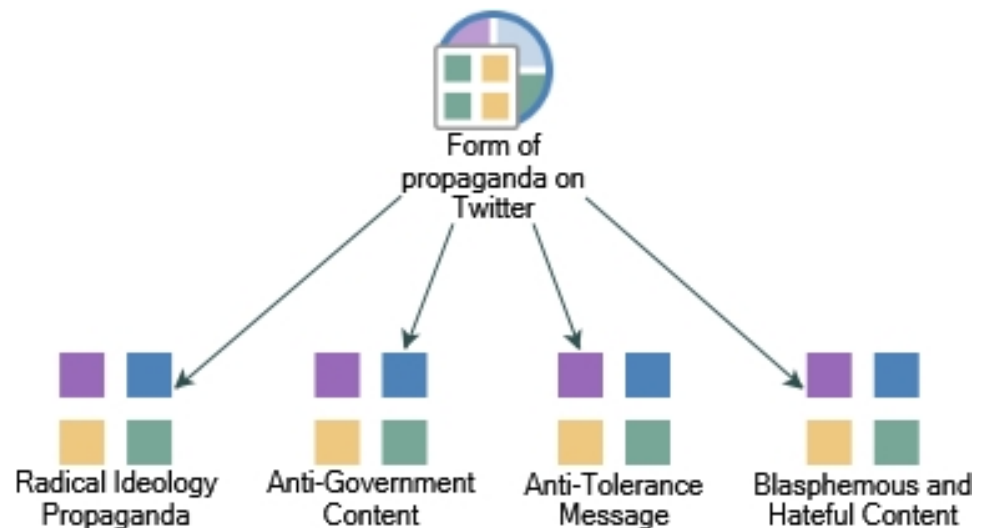 Form of
propaganda on
Twitter
Radical Ideology
Propaganda
Anti-Government
Content
Anti-Tolerance
Message
Blasphemous and
Hateful Content